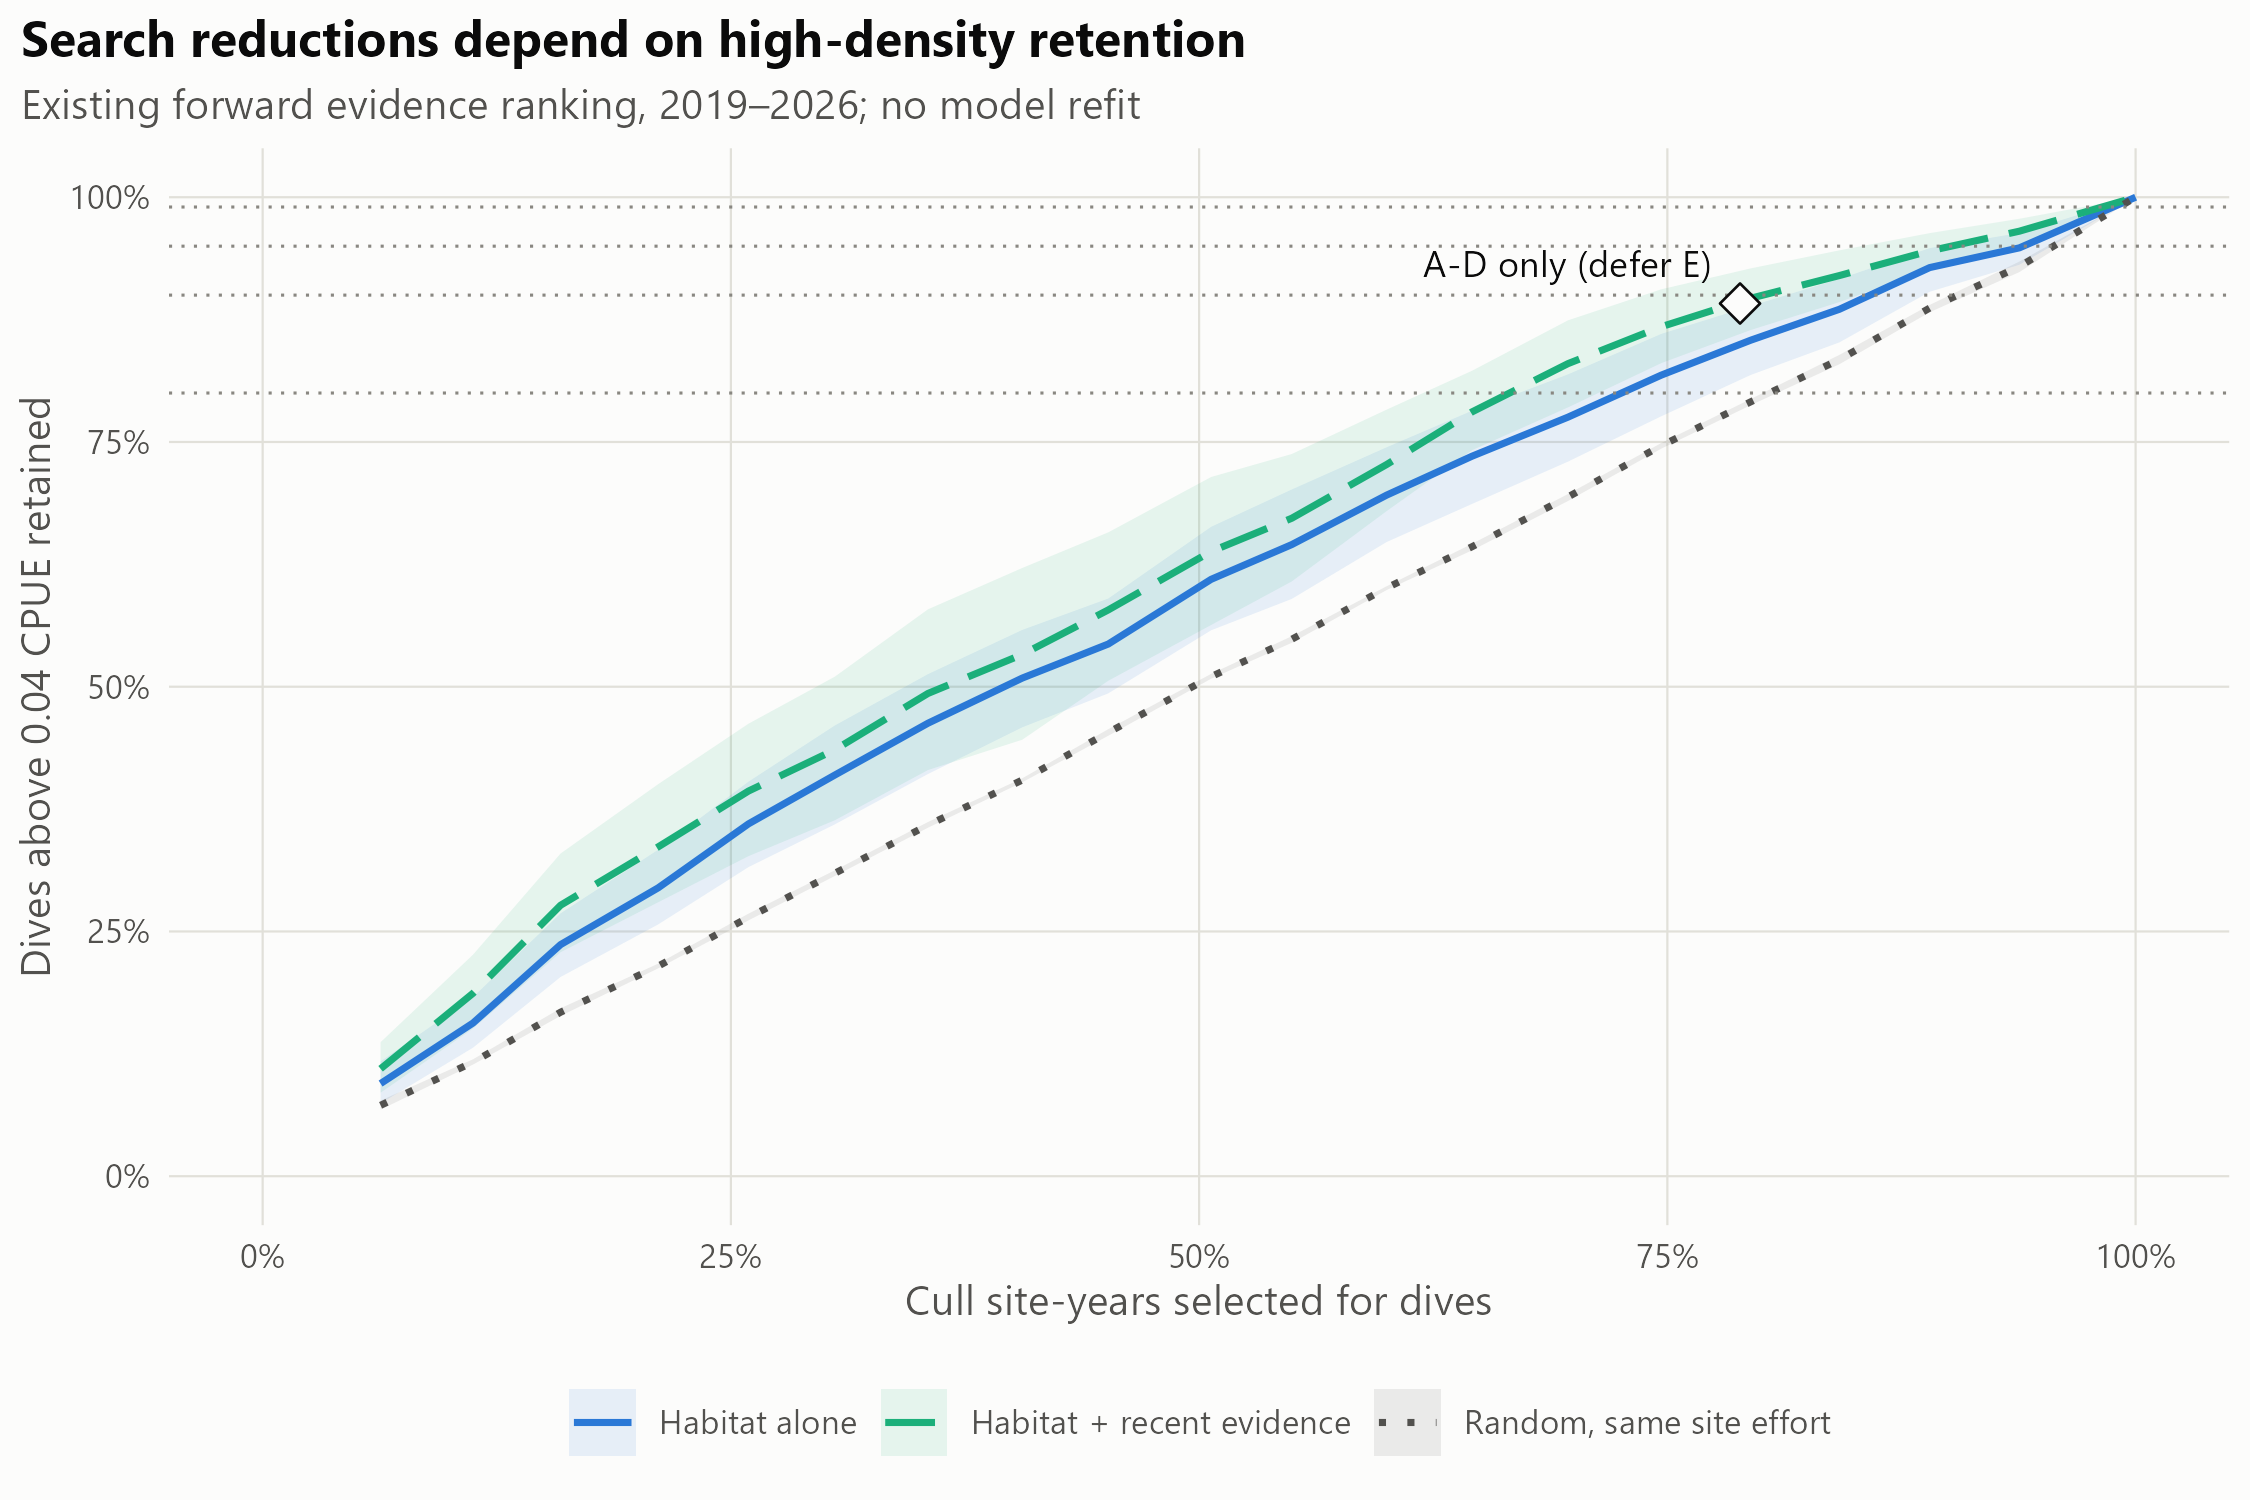 Search reductions depend on high-density retention
Existing forward evidence ranking, 2019–2026; no model refit
Dives above 0.04 CPUE retained
100%
75%
50%
25%
0%
A-D only (defer E)
0%
25%
50%
75%
100%
Cull site-years selected for dives
Habitat alone
Habitat + recent evidence
Random, same site effort